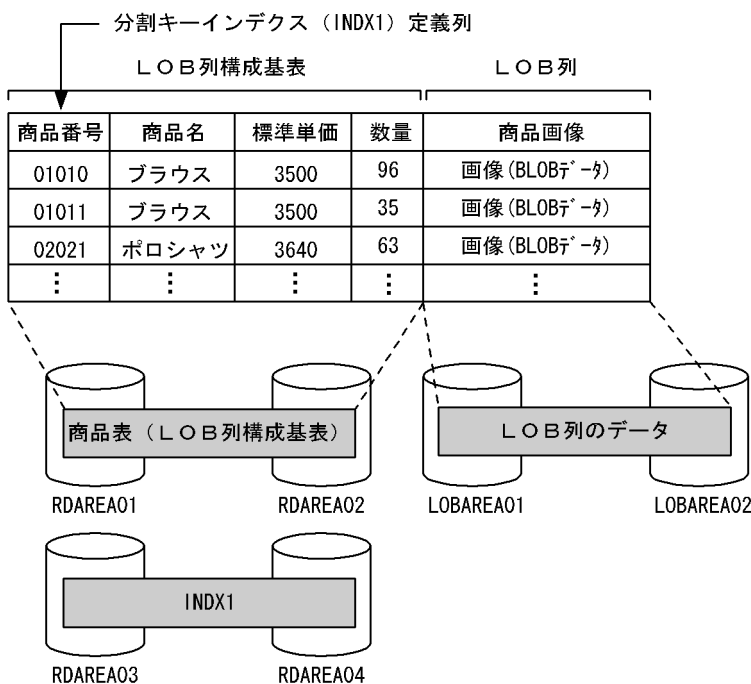 分割キーインデクス（INDX1）定義列
ＬＯＢ列構成基表 ＬＯＢ列
商品番号 商品名 標準単価 数量 商品画像
01010 ブラウス 3500 96 画像(BLOBﾃﾞｰﾀ)
01011 ブラウス 3500 35 画像(BLOBﾃﾞｰﾀ)
02021 ポロシャツ 3640 63 画像(BLOBﾃﾞｰﾀ)
⋮ ⋮ ⋮ ⋮ ⋮
商品表（ＬＯＢ列構成基表） ＬＯＢ列のデータ
RDAREA01 RDAREA02 LOBAREA01 LOBAREA02
INDX1
RDAREA03 RDAREA04